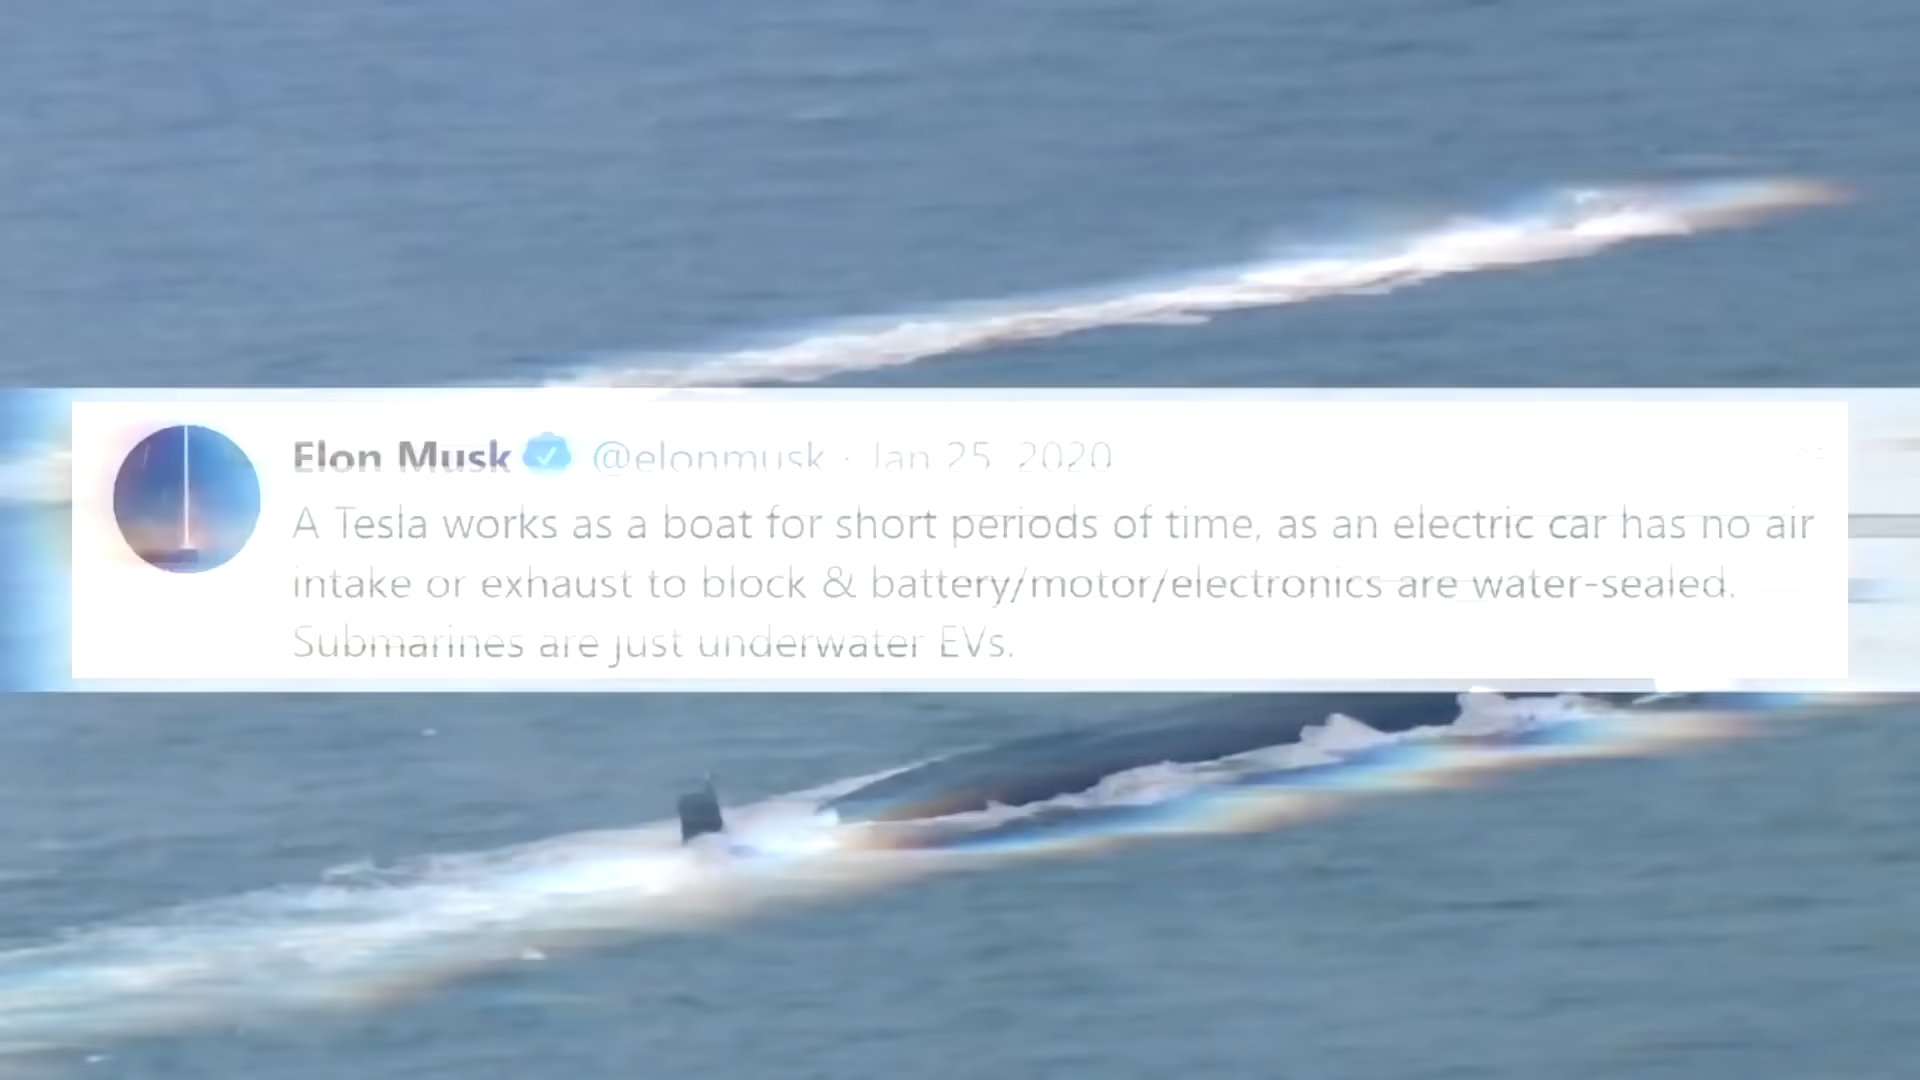 Elon Musk @elonmusk · Jan 25, 2020
A Tesla works as a boat for short periods of time, as an electric car has no air
intake or exhaust to block & battery/motor/electronics are water-sealed.
Submarines are just underwater EVs.